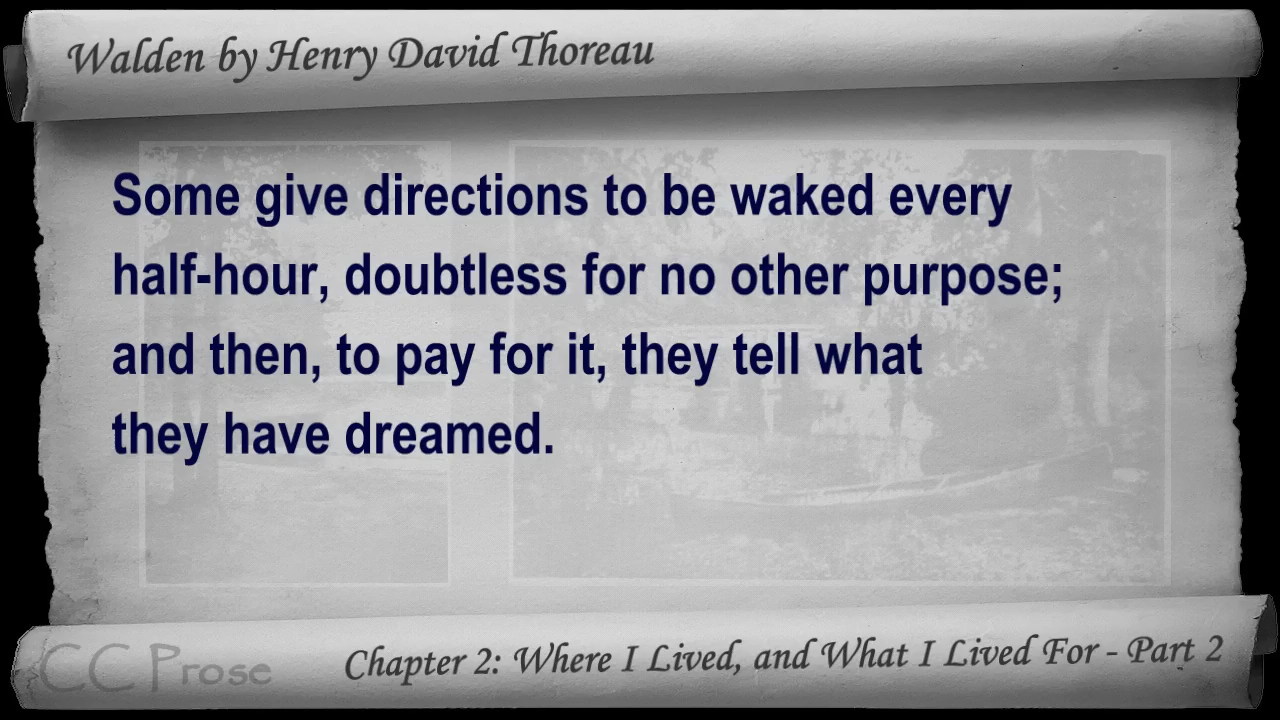 Walden by Henry David Thoreau
Some give directions to be waked every
half-hour, doubtless for no other purpose;
and then, to pay for it, they tell what
they have dreamed.
CC Prose
Chapter 2: Where I Lived, and What I Lived For - Part 2